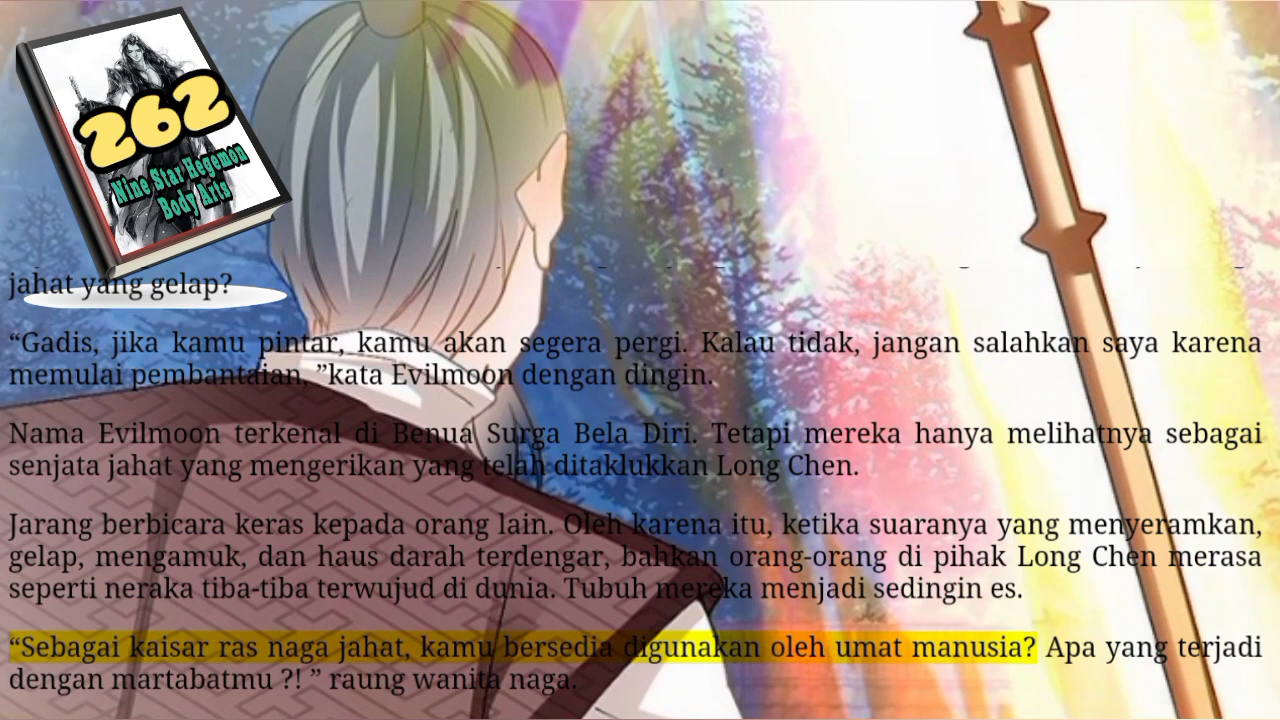 262
Nine Star Hegemon
Body Arts
jahat yang gelap?
“Gadis, jika kamu pintar, kamu akan segera pergi. Kalau tidak, jangan salahkan saya karena
memulai pembantaian, ”kata Evilmoon dengan dingin.
Nama Evilmoon terkenal di Benua Surga Bela Diri. Tetapi mereka hanya melihatnya sebagai
senjata jahat yang mengerikan yang telah ditaklukkan Long Chen.
Jarang berbicara keras kepada orang lain. Oleh karena itu, ketika suaranya yang menyeramkan,
gelap, mengamuk, dan haus darah terdengar, bahkan orang-orang di pihak Long Chen merasa
seperti neraka tiba-tiba terwujud di dunia. Tubuh mereka menjadi sedingin es.
“Sebagai kaisar ras naga jahat, kamu bersedia digunakan oleh umat manusia? Apa yang terjadi
dengan martabatmu ?! ” raung wanita naga.